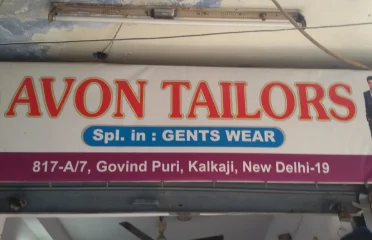 AVON TAILORS
Spl. in : GENTS WEAR
817-A/7, Govind Puri, Kalkaji, New Delhi-19